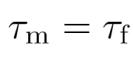 τ_m = τ_f